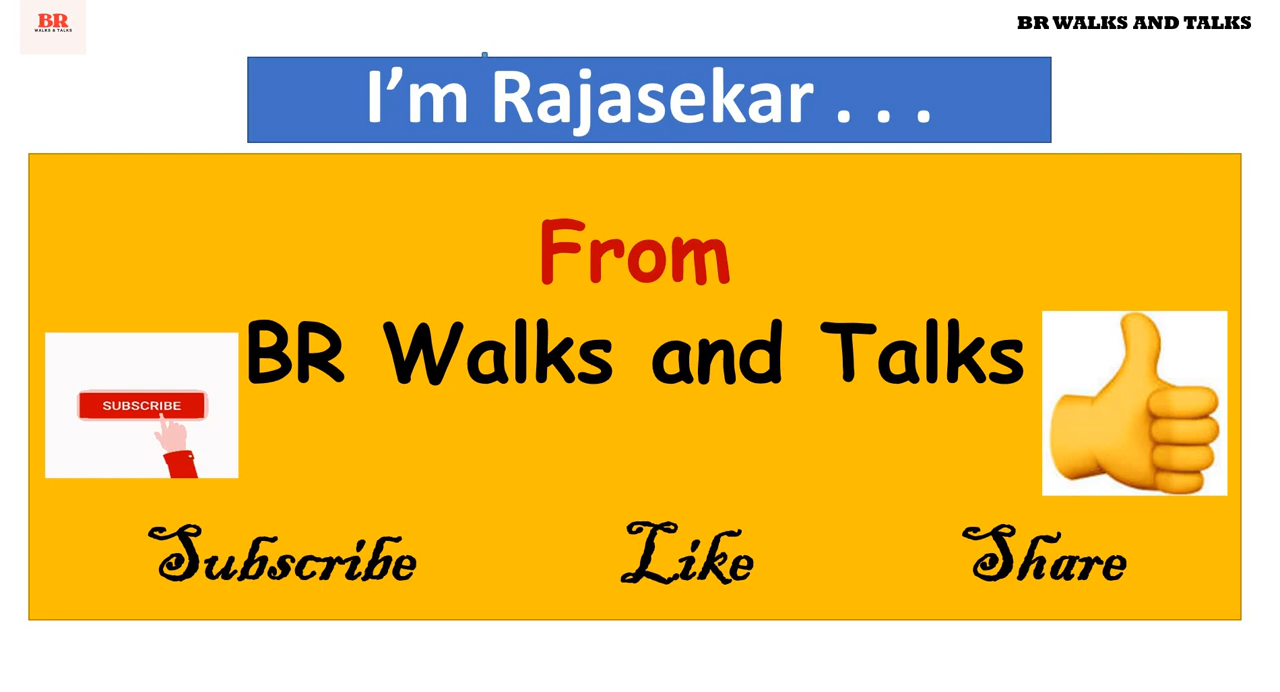 BR
WALKS & TALKS
BR WALKS AND TALKS
I’m Rajasekar . . .
From
BR Walks and Talks
SUBSCRIBE
Subscribe Like Share